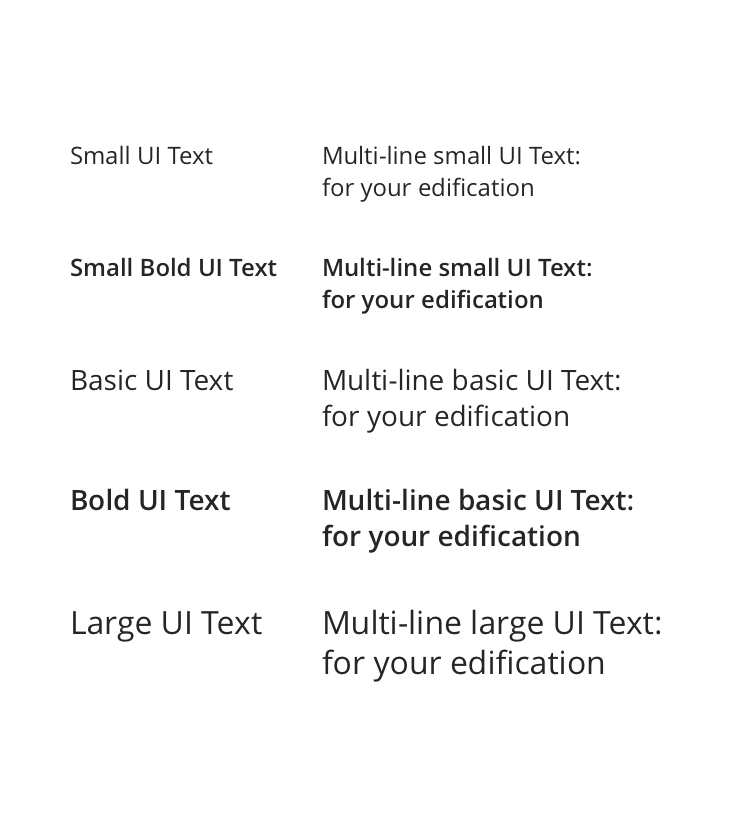 Small UI Text
Multi-line small UI Text:
for your edification
Small Bold UI Text
Multi-line small UI Text:
for your edification
Basic UI Text
Multi-line basic UI Text:
for your edification
Bold UI Text
Multi-line basic UI Text:
for your edification
Large UI Text
Multi-line large UI Text:
for your edification